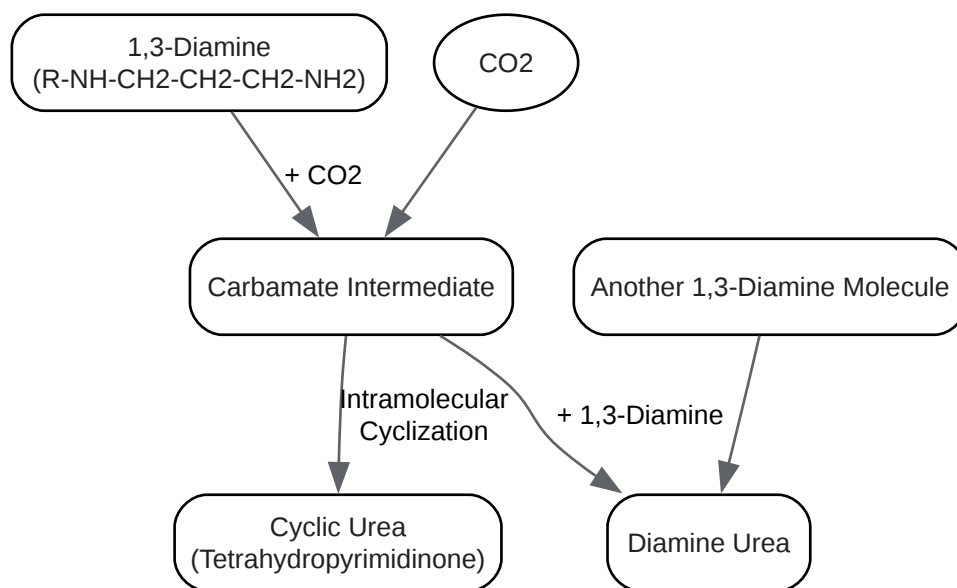 1,3-Diamine
(R-NH-CH2-CH2-CH2-NH2)
CO2
+ CO2
Carbamate Intermediate
Another 1,3-Diamine Molecule
Intramolecular
Cyclization
+ 1,3-Diamine
Cyclic Urea
(Tetrahydropyrimidinone)
Diamine Urea